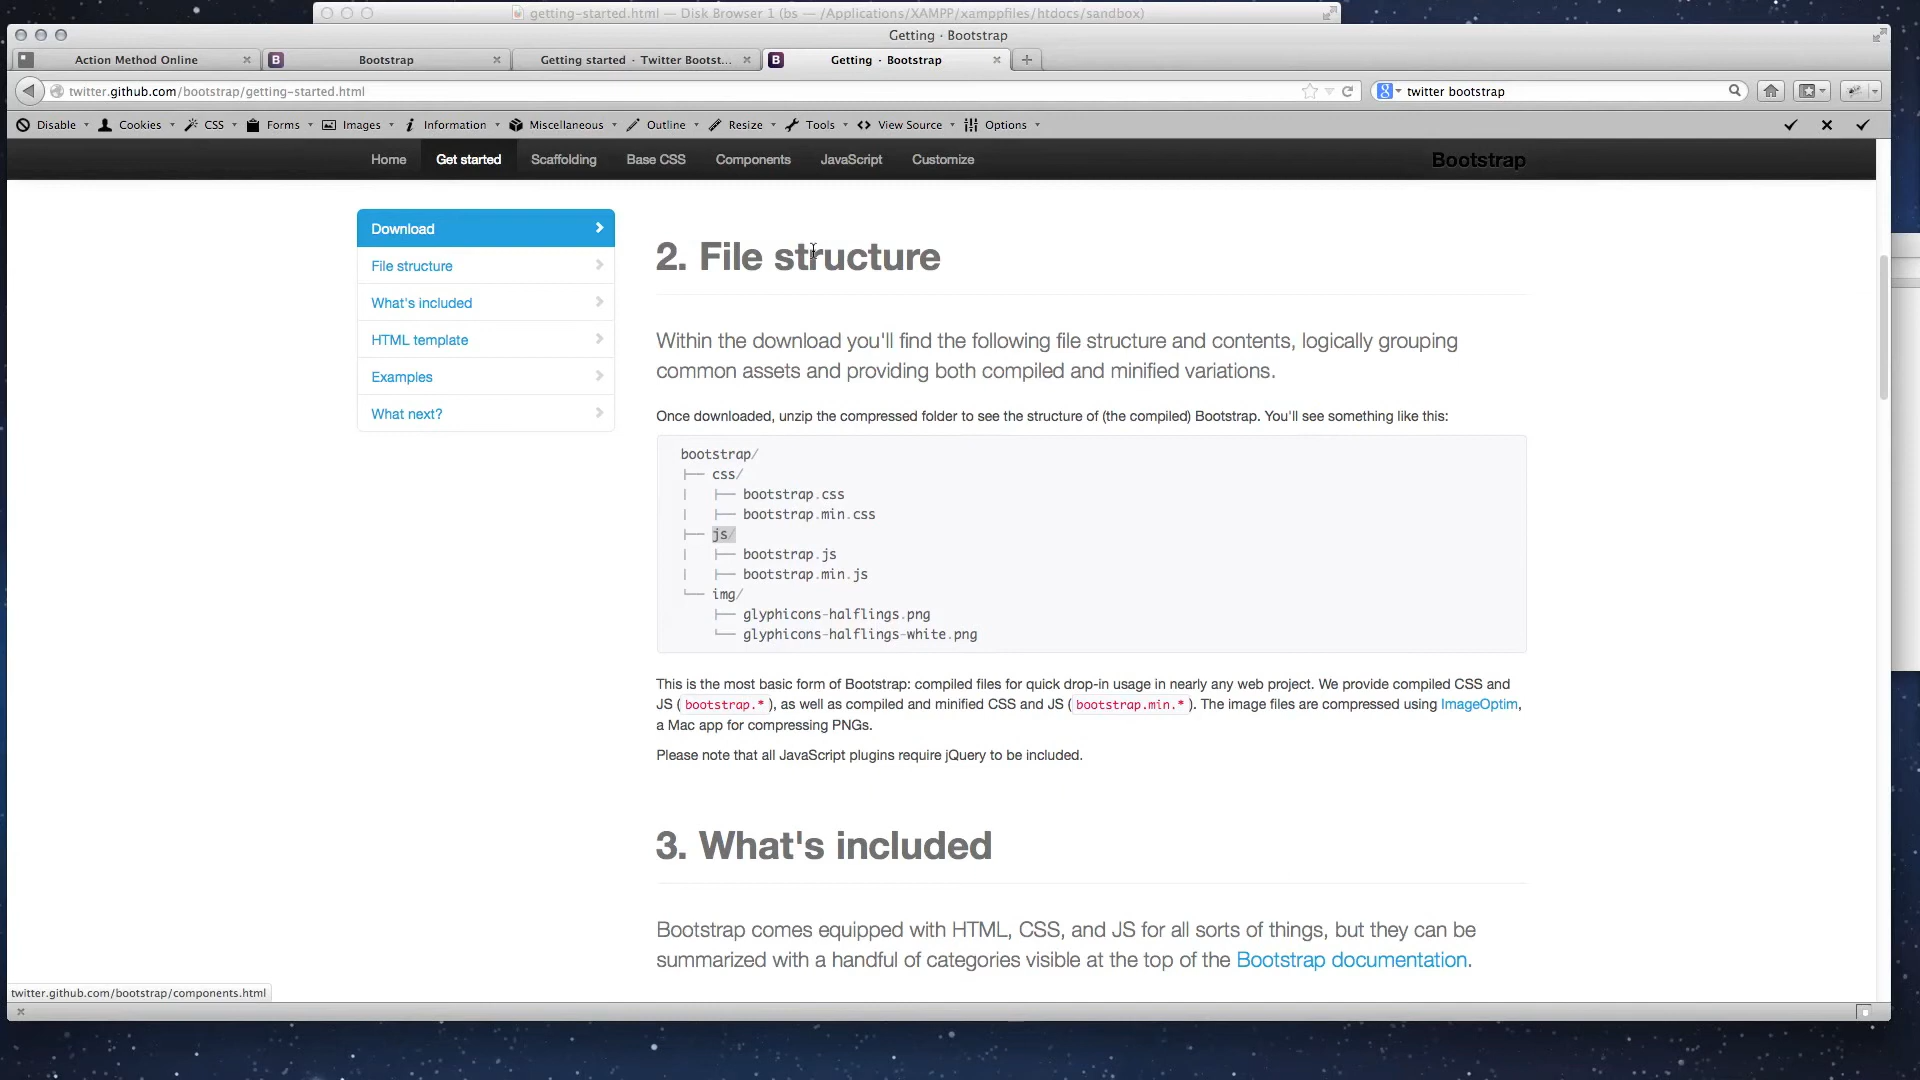 getting-started.html — Disk Browser 1 (bs — /Applications/XAMPP/xamppfiles/htdocs/sandbox)
Getting · Bootstrap
Action Method Online
B Bootstrap
Getting started · Twitter Bootst...
B Getting · Bootstrap
twitter.github.com/bootstrap/getting-started.html
8 twitter bootstrap
Disable Cookies CSS Forms Images Information Miscellaneous Outline Resize Tools View Source Options
Home Get started Scaffolding Base CSS Components JavaScript Customize Bootstrap
Download
File structure
What's included
HTML template
Examples
What next?
2. File structure
Within the download you'll find the following file structure and contents, logically grouping
common assets and providing both compiled and minified variations.
Once downloaded, unzip the compressed folder to see the structure of (the compiled) Bootstrap. You'll see something like this:
bootstrap/
├── css/
│   ├── bootstrap.css
│   ├── bootstrap.min.css
├── js/
│   ├── bootstrap.js
│   ├── bootstrap.min.js
└── img/
    ├── glyphicons-halflings.png
    └── glyphicons-halflings-white.png
This is the most basic form of Bootstrap: compiled files for quick drop-in usage in nearly any web project. We provide compiled CSS and
JS (bootstrap.*), as well as compiled and minified CSS and JS (bootstrap.min.*). The image files are compressed using ImageOptim,
a Mac app for compressing PNGs.
Please note that all JavaScript plugins require jQuery to be included.
3. What's included
Bootstrap comes equipped with HTML, CSS, and JS for all sorts of things, but they can be
summarized with a handful of categories visible at the top of the Bootstrap documentation.
twitter.github.com/bootstrap/components.html